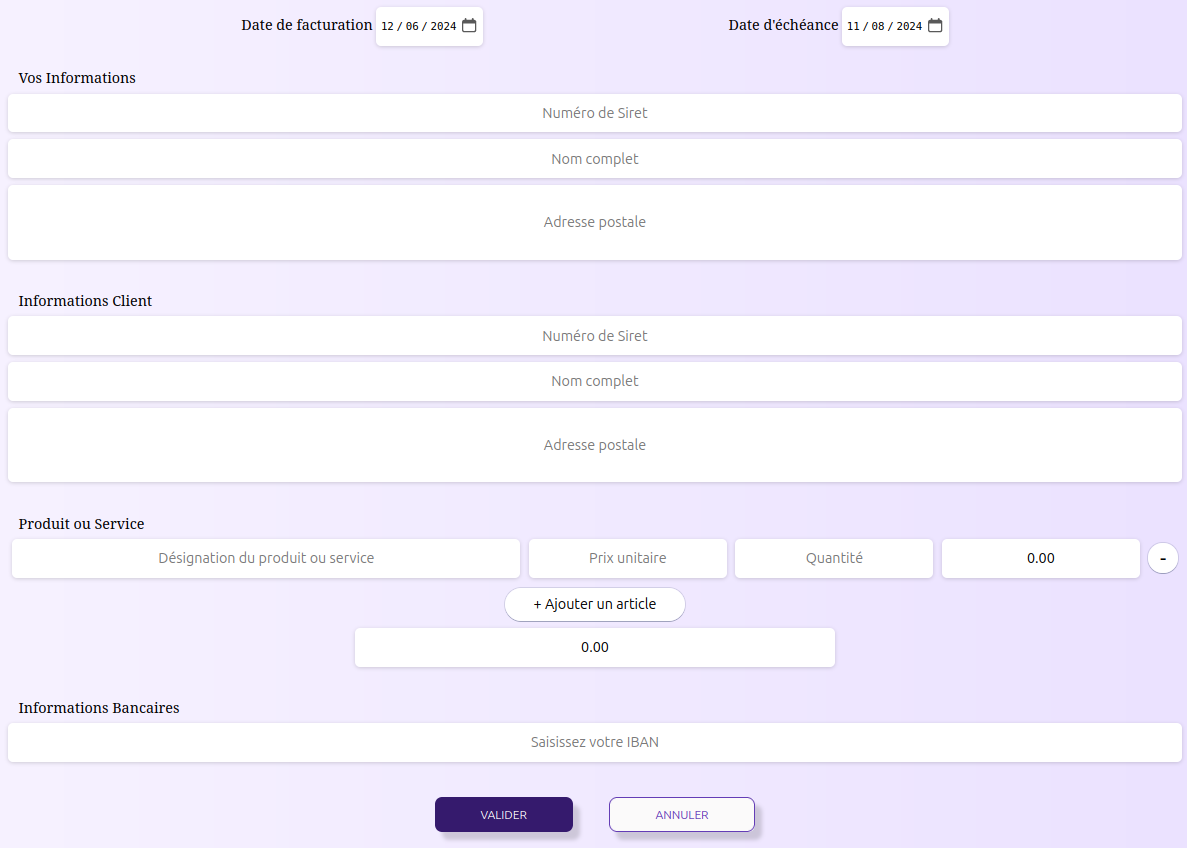 Date de facturation 12 / 06 / 2024 Date d'échéance 11 / 08 / 2024
Vos Informations
Numéro de Siret
Nom complet
Adresse postale
Informations Client
Numéro de Siret
Nom complet
Adresse postale
Produit ou Service
Désignation du produit ou service Prix unitaire Quantité 0.00 -
+ Ajouter un article
0.00
Informations Bancaires
Saisissez votre IBAN
VALIDER ANNULER